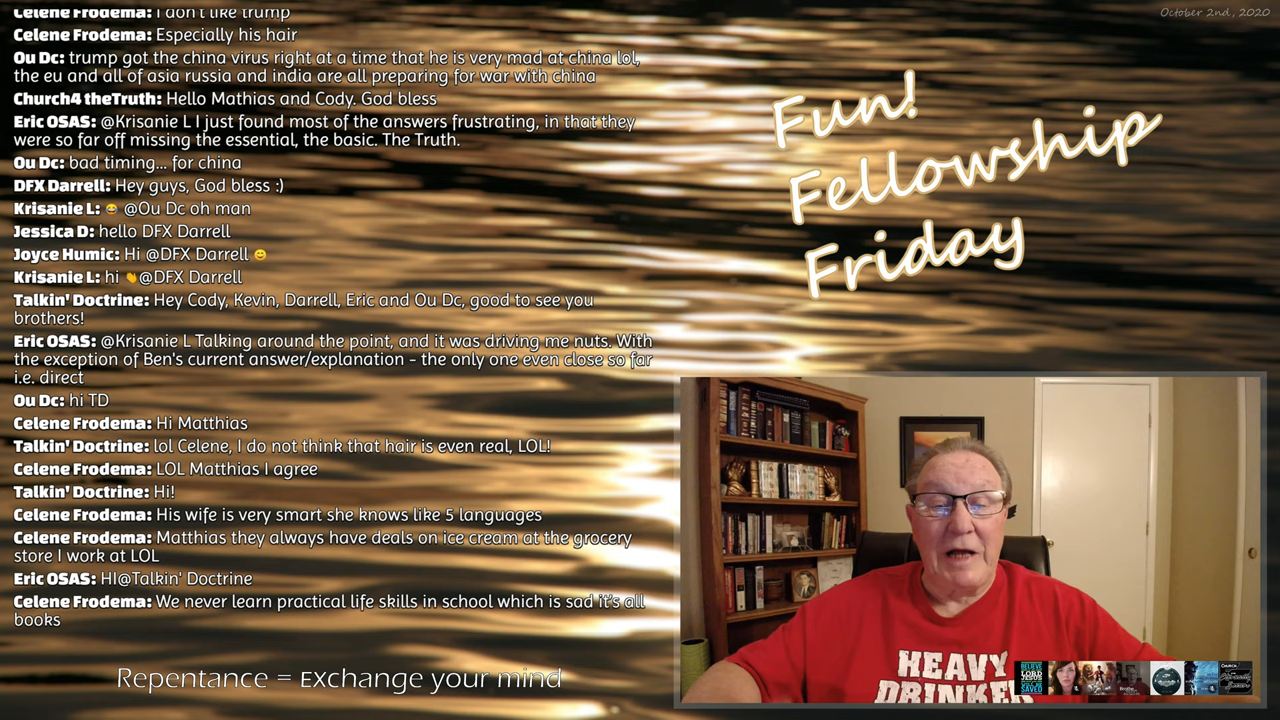 Celene Frodema: I don't like trump
October 2nd, 2020
Celene Frodema: Especially his hair
Ou Dc: trump got the china virus right at a time that he is very mad at china lol,
the eu and all of asia russia and india are all preparing for war with china
Church4 theTruth: Hello Mathias and Cody. God bless
Eric OSAS: @Krisanie L I just found most of the answers frustrating, in that they
were so far off missing the essential, the basic. The Truth.
Ou Dc: bad timing... for china
DFX Darrell: Hey guys, God bless :)
Krisanie L: 😂 @Ou Dc oh man
Jessica D: hello DFX Darrell
Joyce Humic: Hi @DFX Darrell 😊
Krisanie L: hi 👋@DFX Darrell
Talkin' Doctrine: Hey Cody, Kevin, Darrell, Eric and Ou Dc, good to see you
brothers!
Eric OSAS: @Krisanie L Talking around the point, and it was driving me nuts. With
the exception of Ben's current answer/explanation - the only one even close so far
i.e. direct
Ou Dc: hi TD
Celene Frodema: Hi Matthias
Talkin' Doctrine: lol Celene, I do not think that hair is even real, LOL!
Celene Frodema: LOL Matthias I agree
Talkin' Doctrine: Hi!
Celene Frodema: His wife is very smart she knows like 5 languages
Celene Frodema: Matthias they always have deals on ice cream at the grocery
store I work at LOL
Eric OSAS: HI@Talkin' Doctrine
Celene Frodema: We never learn practical life skills in school which is sad it's all
books
Repentance = Exchange your mind
Fun!
Fellowship
Friday
HEAVY
DRINKER
BELIEVE
LORD
JESUS
SAVED
CHURCH